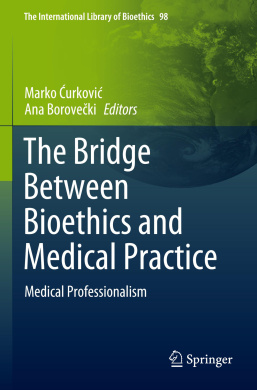 The International Library of Bioethics 98
Marko Ćurković
Ana Borovečki Editors
The Bridge
Between
Bioethics and
Medical Practice
Medical Professionalism
Springer